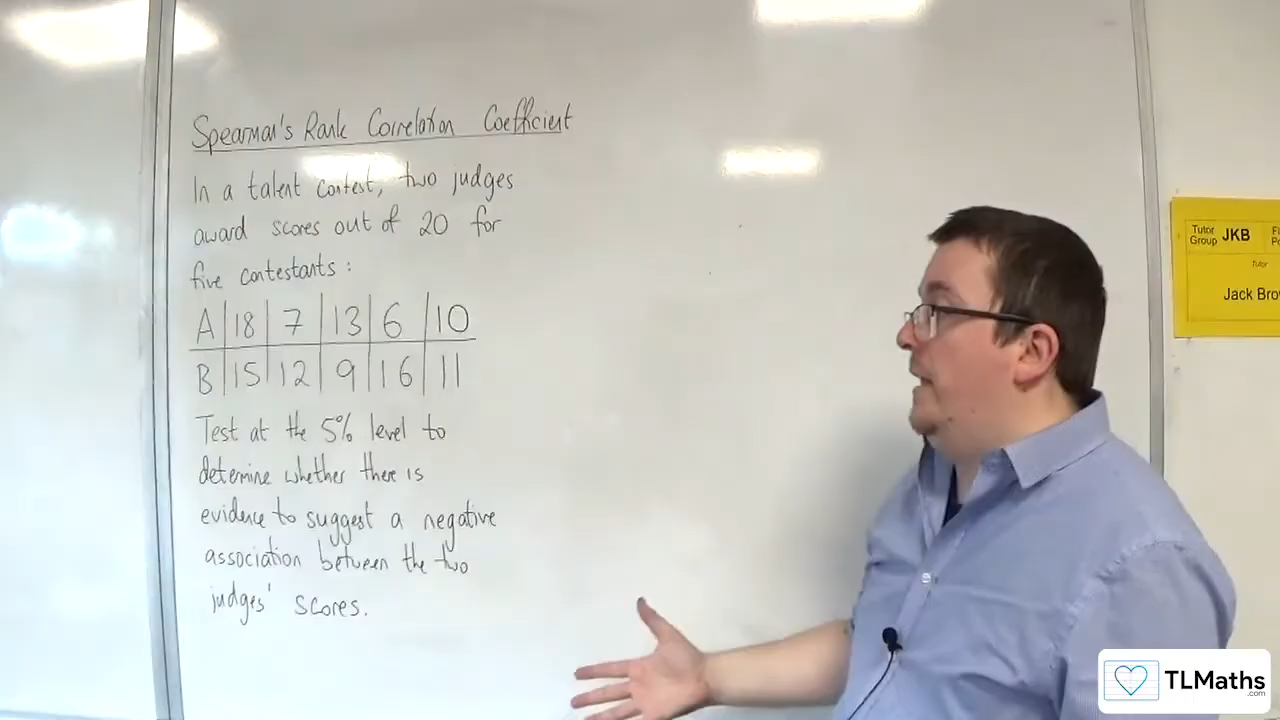 Spearman's Rank Correlation Coefficient
In a talent contest, two judges
award scores out of 20 for
five contestants :
A 18 7 13 6 10
B 15 12 9 16 11
Test at the 5% level to
determine whether there is
evidence to suggest a negative
association between the two
judges' scores.
Tutor Group JKB
Tutor
Jack Bro
TLMaths
.com